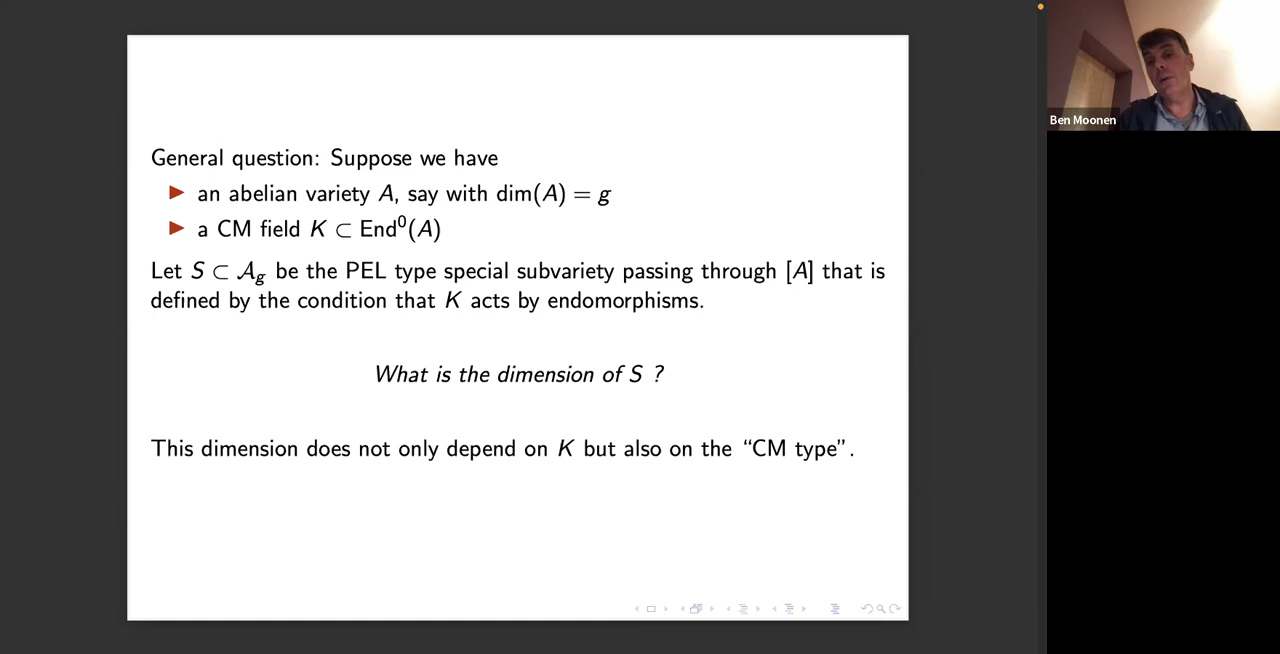 General question: Suppose we have
► an abelian variety A, say with dim(A) = g
► a CM field K ⊂ End⁰(A)
Let S ⊂ 𝒜_g be the PEL type special subvariety passing through [A] that is
defined by the condition that K acts by endomorphisms.
What is the dimension of S ?
This dimension does not only depend on K but also on the “CM type”.
Ben Moonen